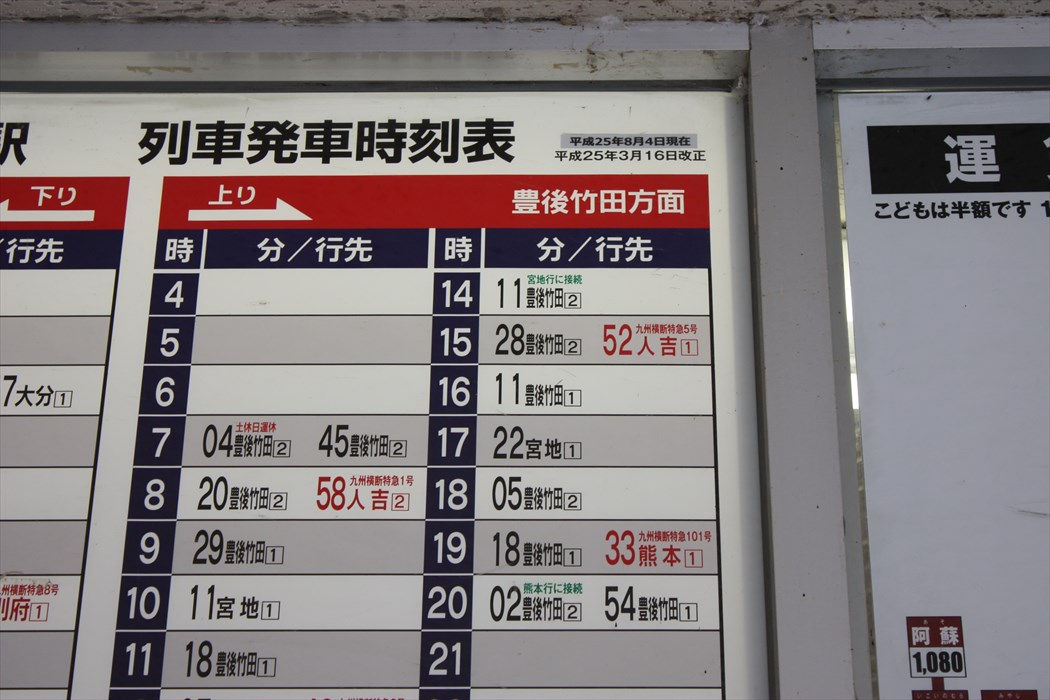 駅
列車発車時刻表
平成25年8月4日現在
平成25年3月16日改正
下り
上り
豊後竹田方面
/行先
時 分/行先 時 分/行先
4
5
6
7大分1
7 04土休日運休豊後竹田2 45豊後竹田2
8 20豊後竹田2 58九州横断特急1号人吉2
9 29豊後竹田1
10 11宮地1
11 18豊後竹田1
14 11宮地行に接続豊後竹田2
15 28豊後竹田2 52九州横断特急5号人吉1
16 11豊後竹田1
17 22宮地1
18 05豊後竹田2
19 18豊後竹田1 33九州横断特急101号熊本1
20 02熊本行に接続豊後竹田2 54豊後竹田1
21
州横断特急8号
別府1
運
こどもは半額です
あそ
阿蘇
1,080
いこいのむら
みやじ